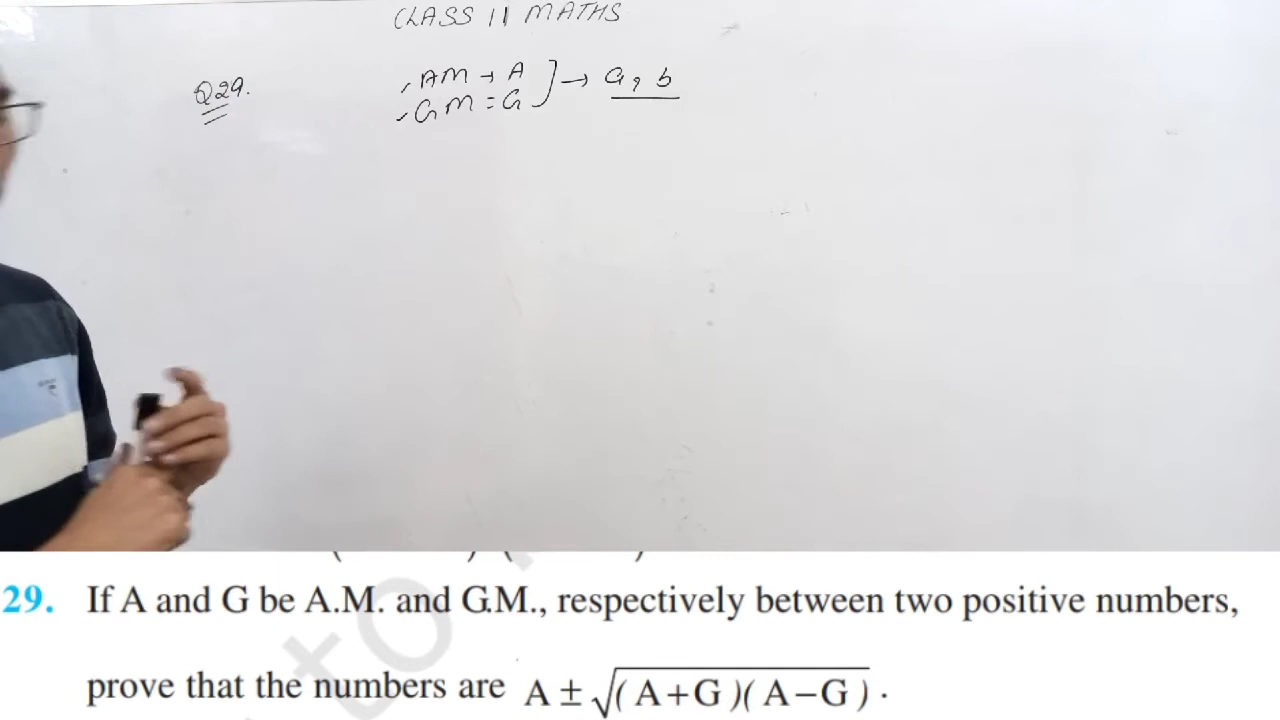 CLASS 11 MATHS
Q29.
AM → A ] → a, b
GM = G
29. If A and G be A.M. and G.M., respectively between two positive numbers,
prove that the numbers are A ± √(A+G)(A−G).
to